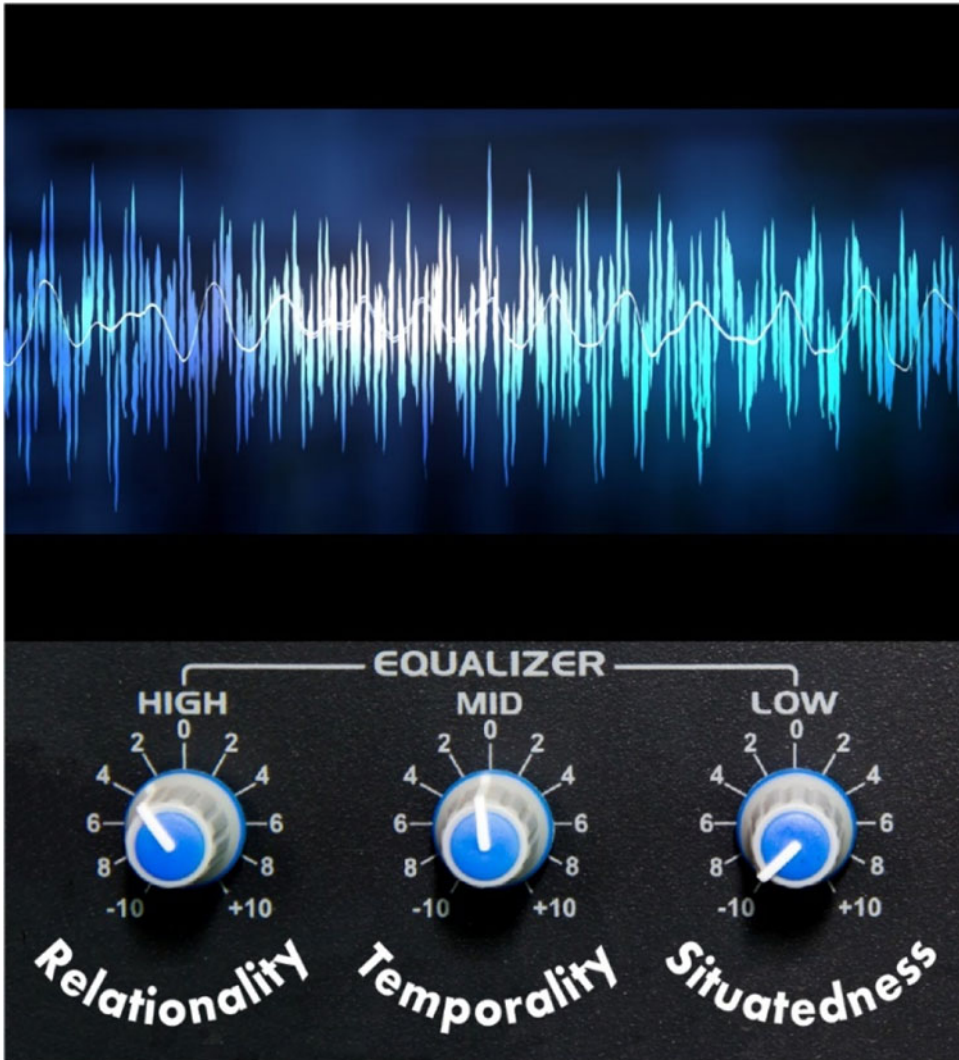 EQUALIZER
HIGH MID LOW
0 0 0
2 2 2 2 2 2
4 4 4 4 4 4
6 6 6 6 6 6
8 8 8 8 8 8
-10 +10 -10 +10 -10 +10
Relationality Temporality Situatedness